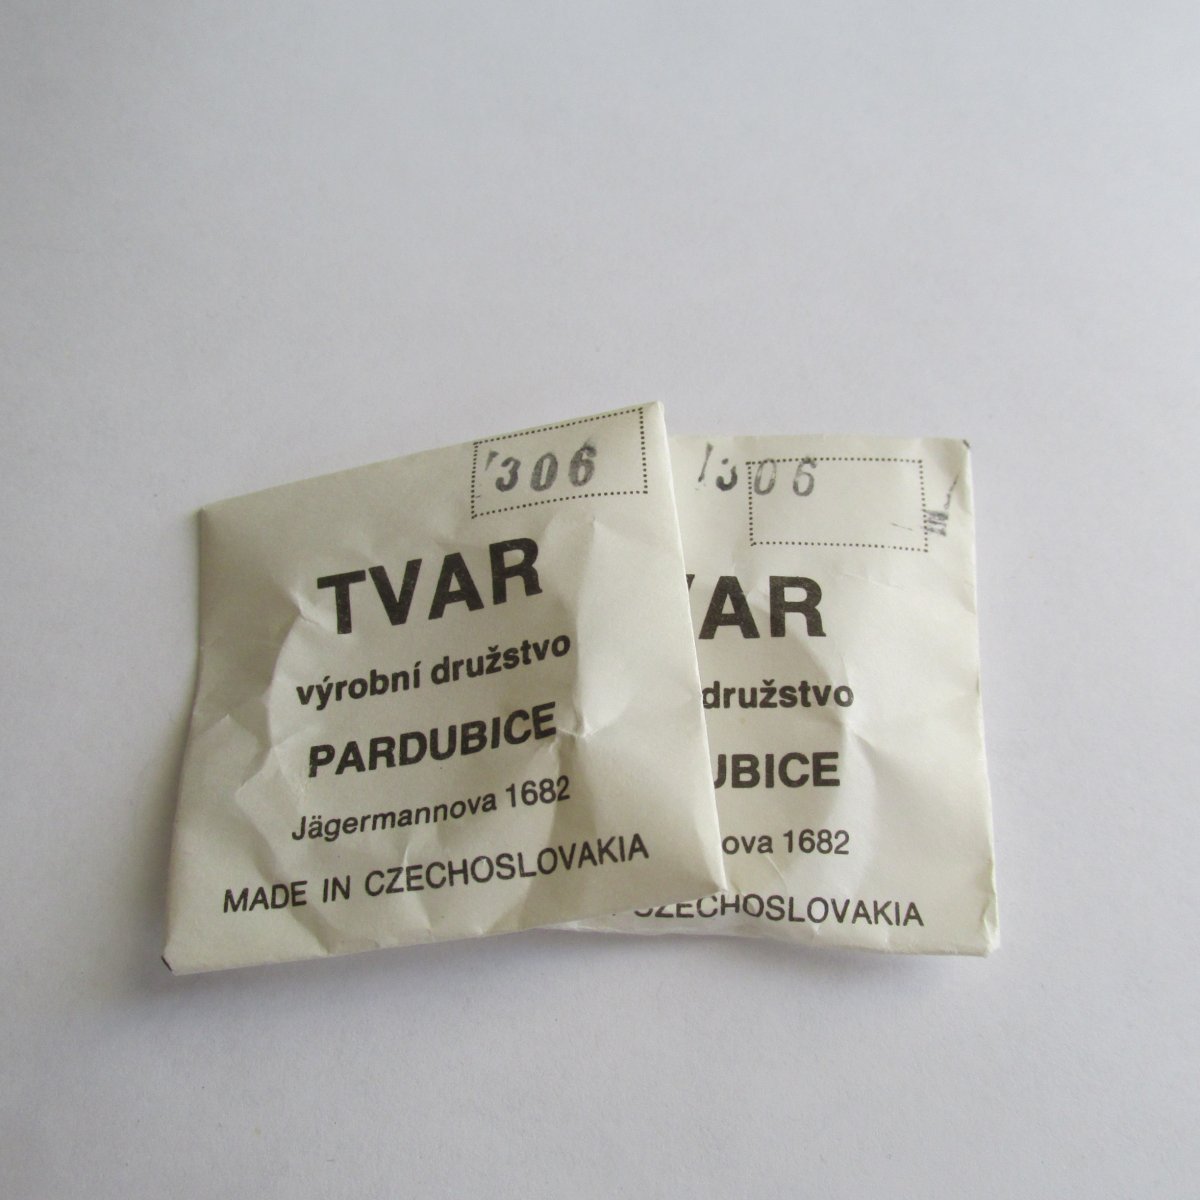 306
TVAR
výrobní družstvo
PARDUBICE
Jägermannova 1682
MADE IN CZECHOSLOVAKIA
306
VAR
družstvo
UBICE
ova 1682
CZECHOSLOVAKIA